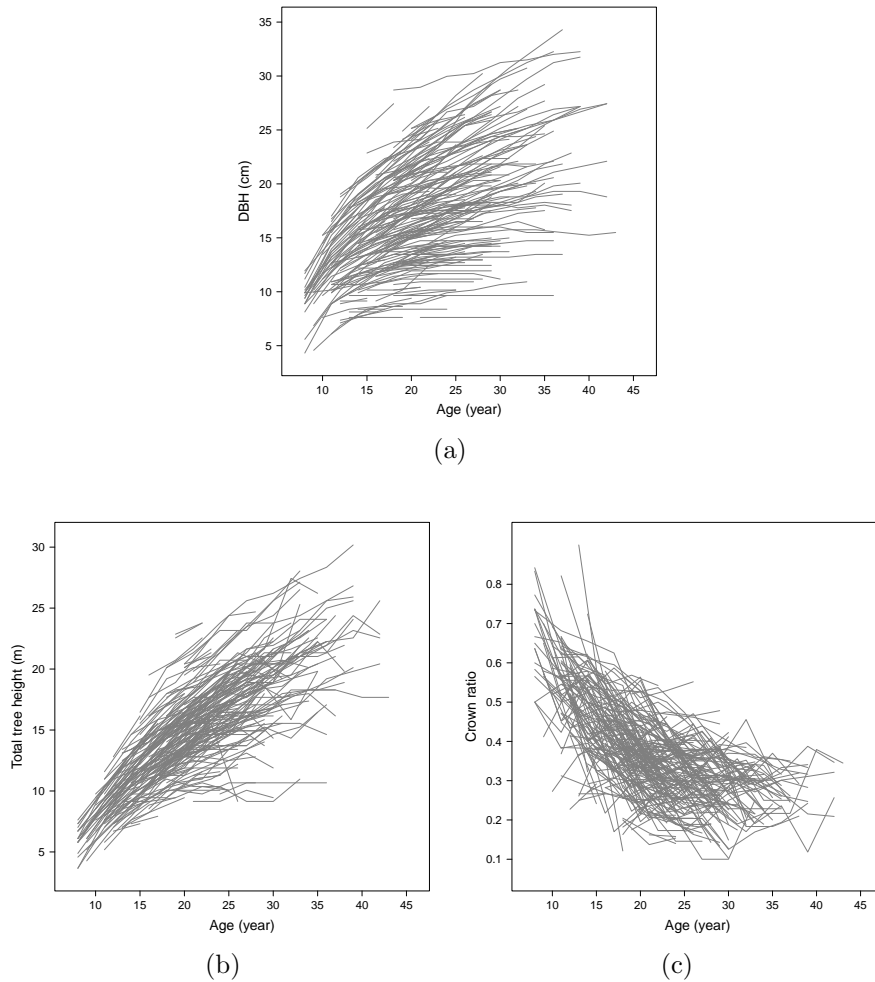 35
30
25
20
15
10
5
DBH (cm)
10 15 20 25 30 35 40 45
Age (year)
(a)
30
25
20
15
10
5
Total tree height (m)
10 15 20 25 30 35 40 45
Age (year)
(b)
0.8
0.7
0.6
0.5
0.4
0.3
0.2
0.1
Crown ratio
10 15 20 25 30 35 40 45
Age (year)
(c)